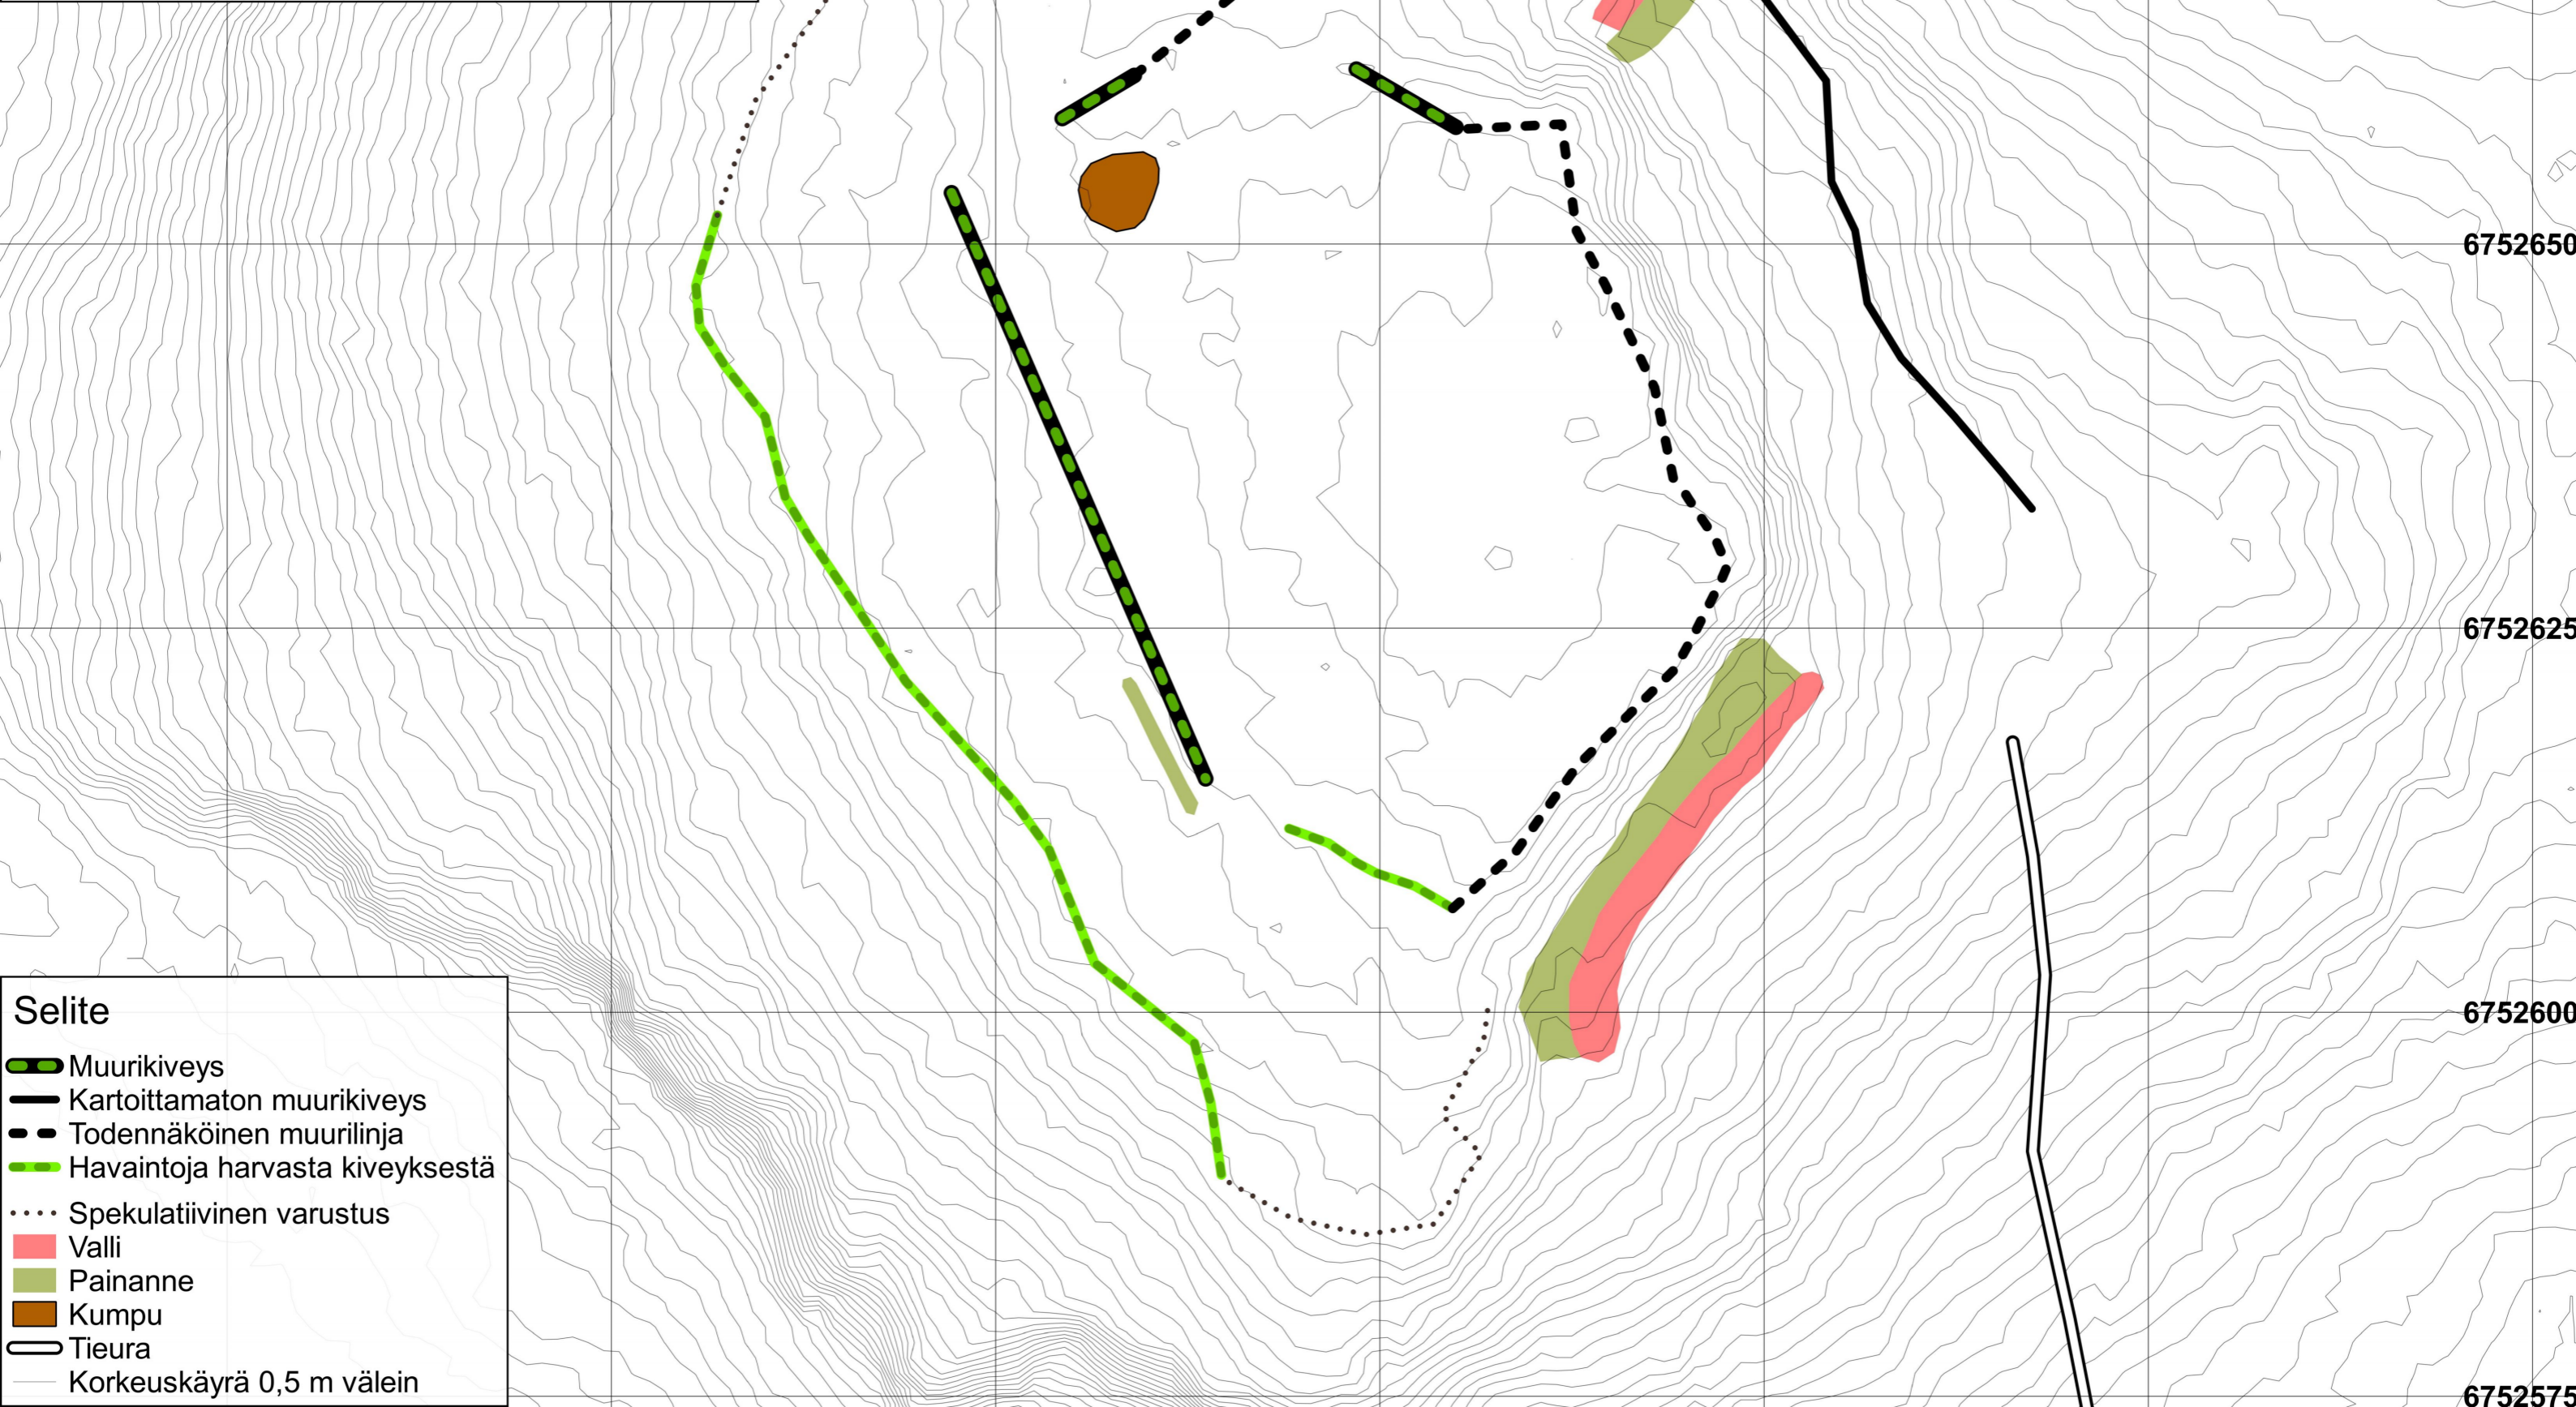 6752650
6752625
6752600
6752575
Selite
Muurikiveys
Kartoittamaton muurikiveys
Todennäköinen muurilinja
Havaintoja harvasta kiveyksestä
Spekulatiivinen varustus
Valli
Painanne
Kumpu
Tieura
Korkeuskäyrä 0,5 m välein